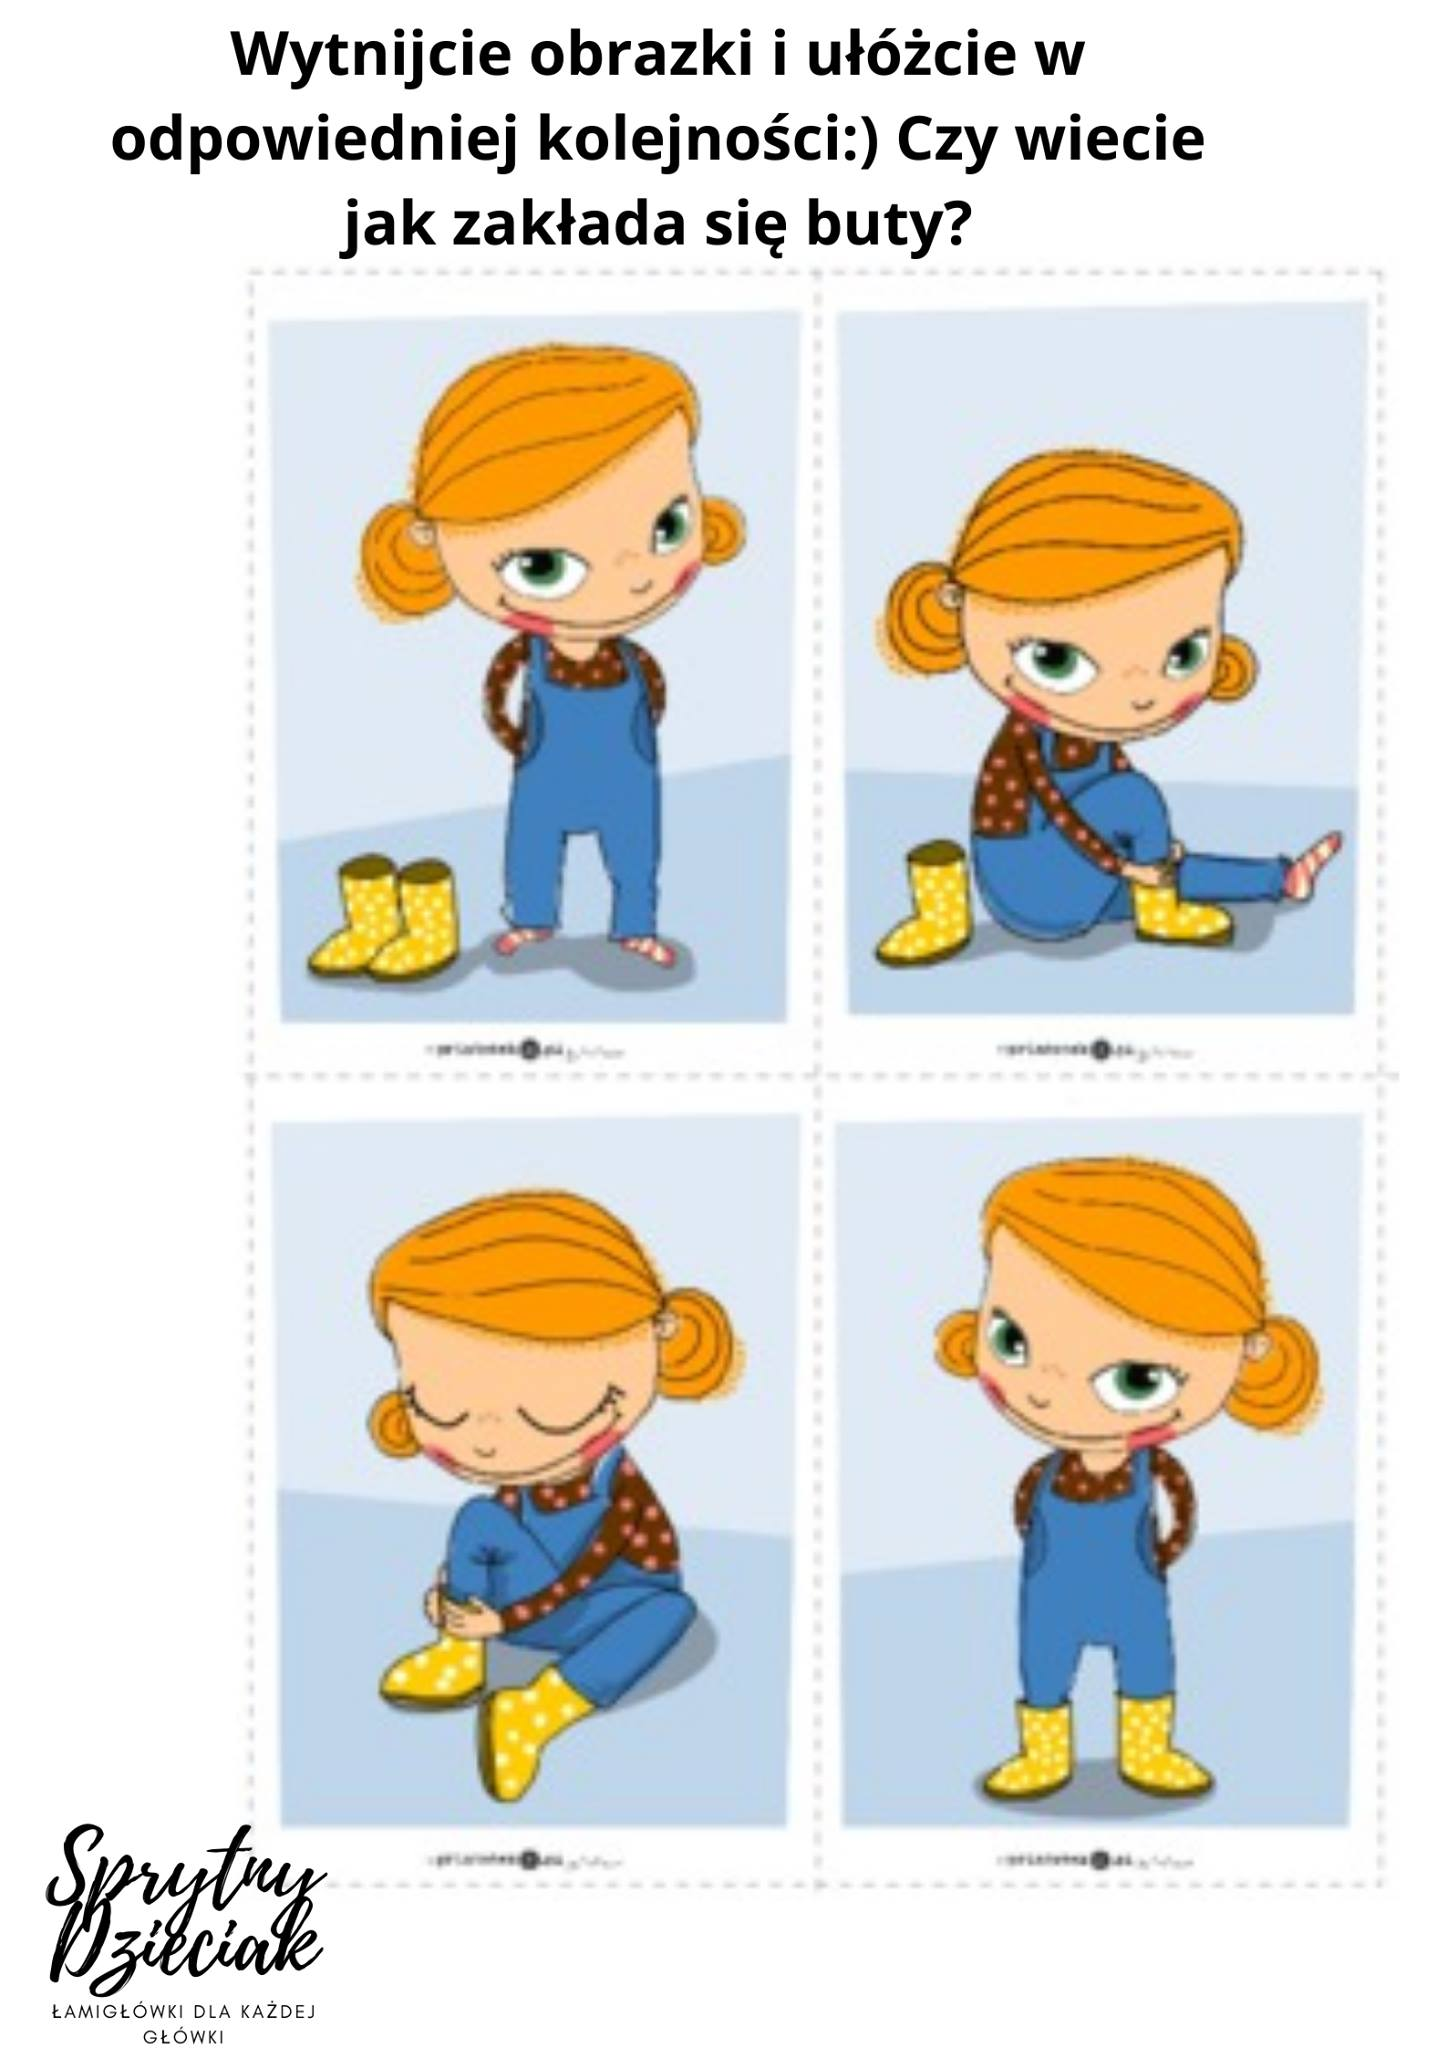 Wytnijcie obrazki i ułóżcie w
odpowiedniej kolejności:) Czy wiecie
jak zakłada się buty?
Sprytny
Dzieciak
ŁAMIGŁÓWKI DLA KAŻDEJ
GŁÓWKI